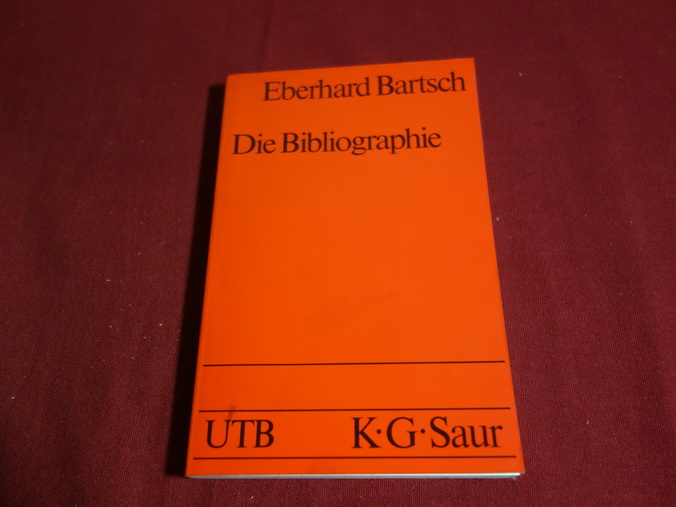 Eberhard Bartsch
Die Bibliographie
UTB K·G·Saur